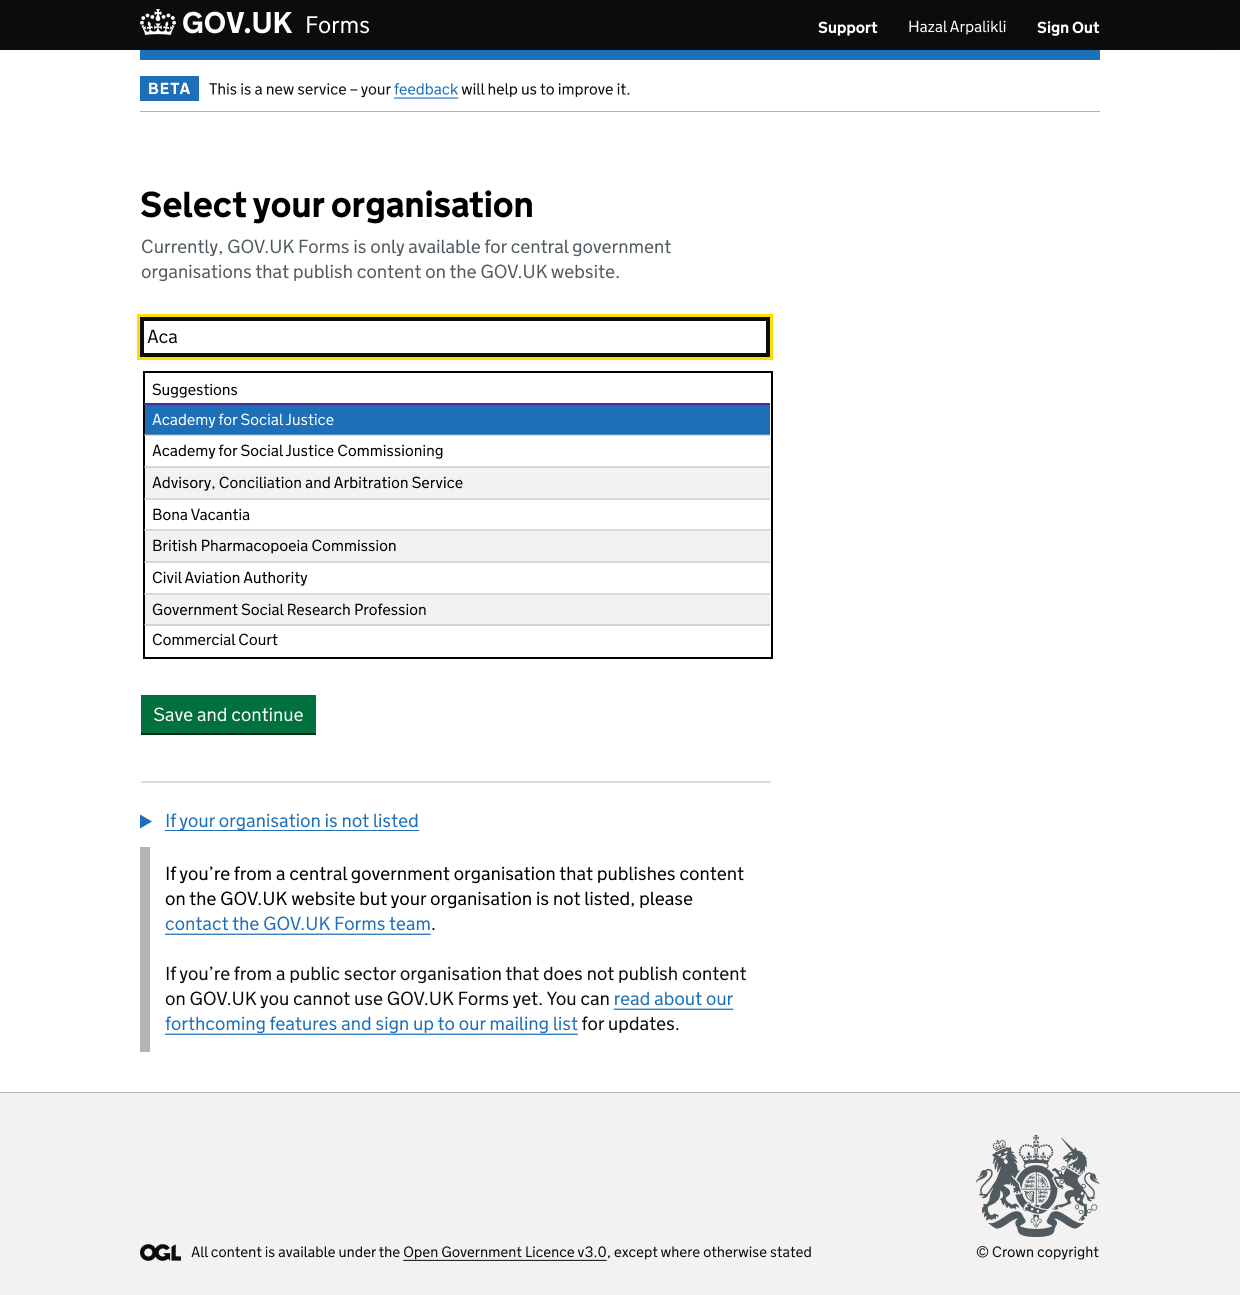 GOV.UK Forms
Support Hazal Arpalikli Sign Out
BETA This is a new service – your feedback will help us to improve it.
Select your organisation
Currently, GOV.UK Forms is only available for central government
organisations that publish content on the GOV.UK website.
Aca
Suggestions
Academy for Social Justice
Academy for Social Justice Commissioning
Advisory, Conciliation and Arbitration Service
Bona Vacantia
British Pharmacopoeia Commission
Civil Aviation Authority
Government Social Research Profession
Commercial Court
Save and continue
If your organisation is not listed
If you’re from a central government organisation that publishes content
on the GOV.UK website but your organisation is not listed, please
contact the GOV.UK Forms team.
If you’re from a public sector organisation that does not publish content
on GOV.UK you cannot use GOV.UK Forms yet. You can read about our
forthcoming features and sign up to our mailing list for updates.
OGL All content is available under the Open Government Licence v3.0, except where otherwise stated
© Crown copyright